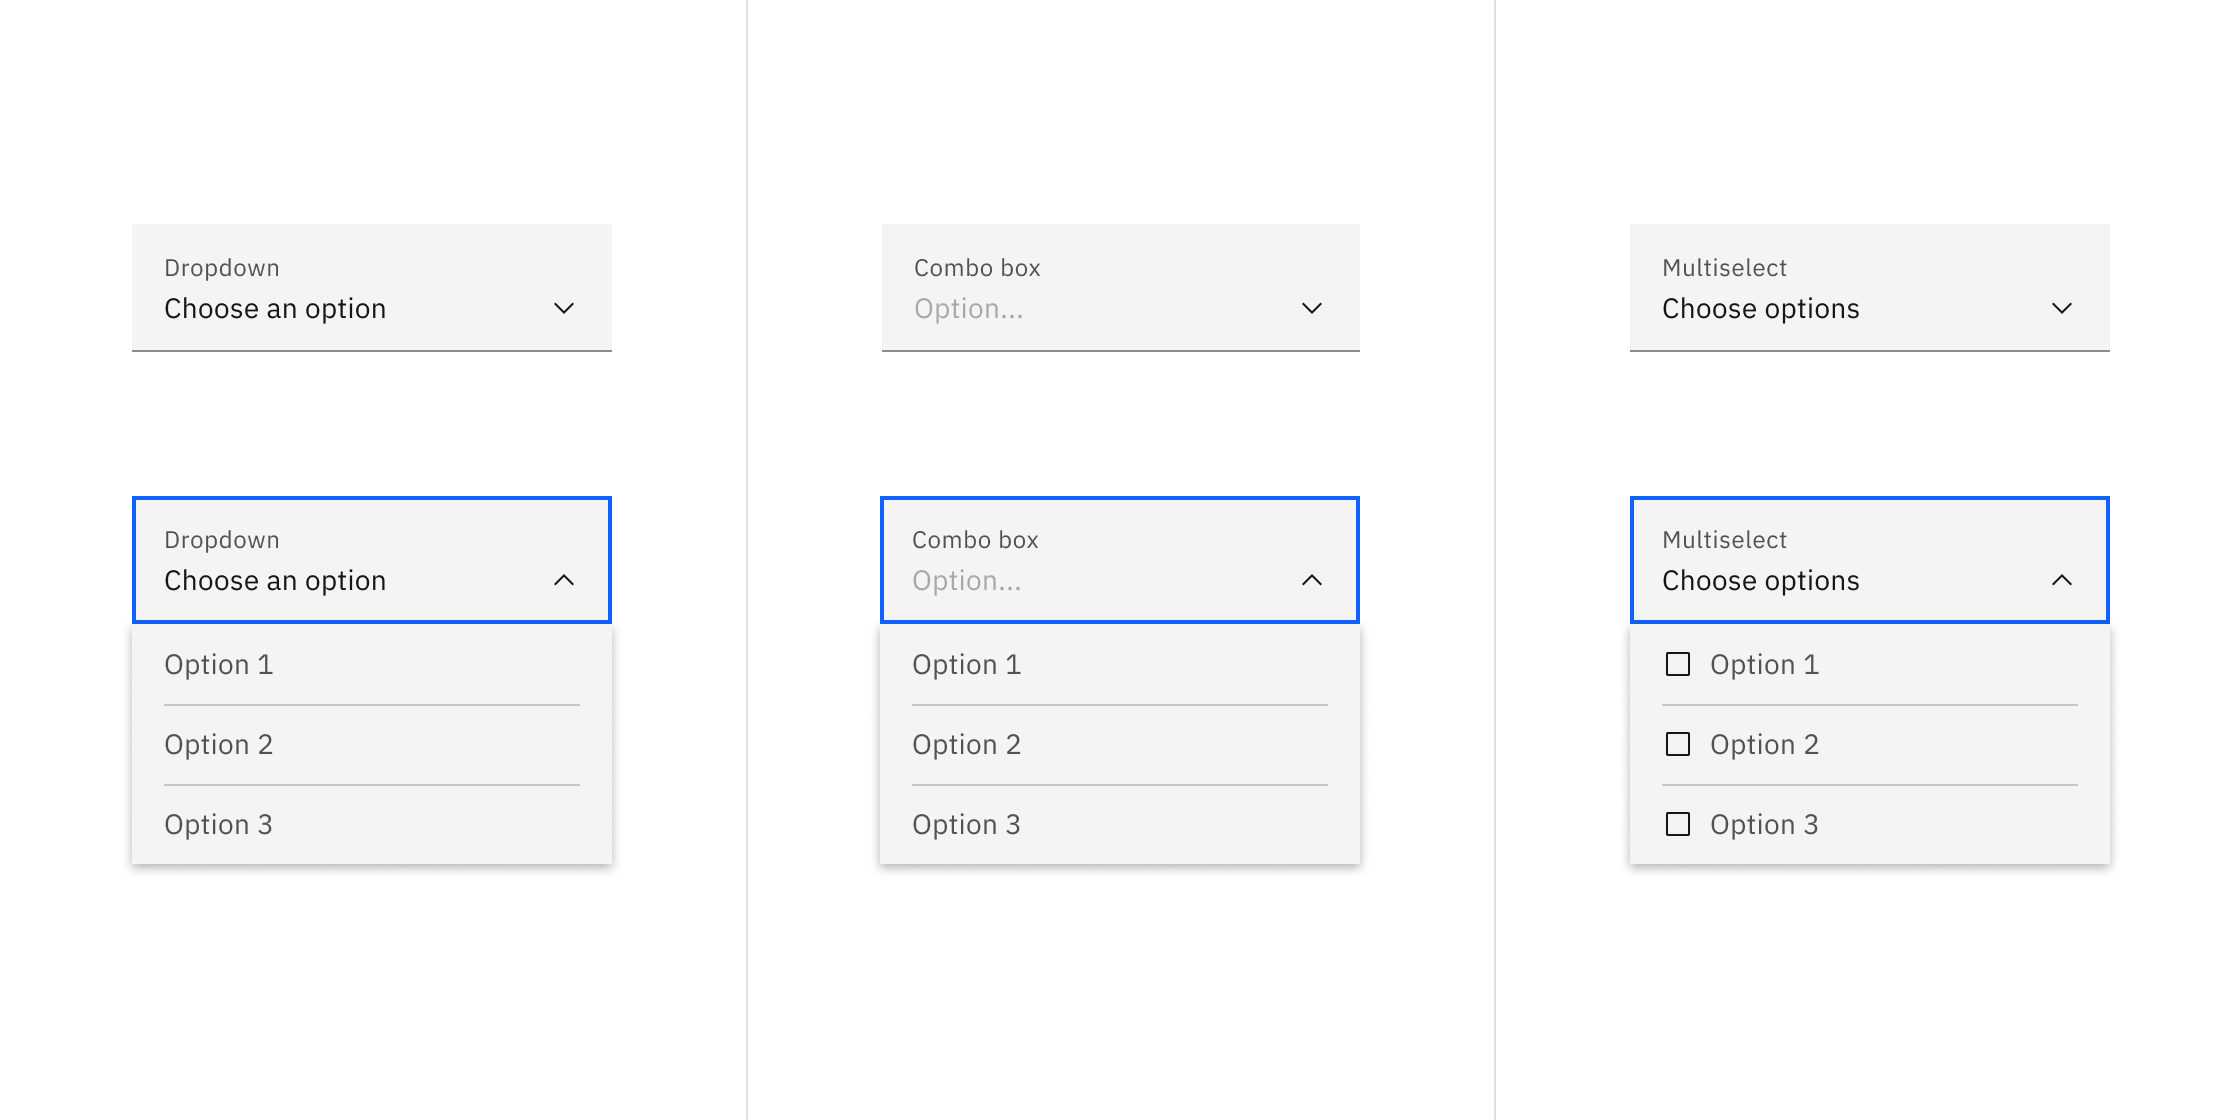 Dropdown
Choose an option
Combo box
Option...
Multiselect
Choose options
Dropdown
Choose an option
Option 1
Option 2
Option 3
Combo box
Option...
Option 1
Option 2
Option 3
Multiselect
Choose options
Option 1
Option 2
Option 3